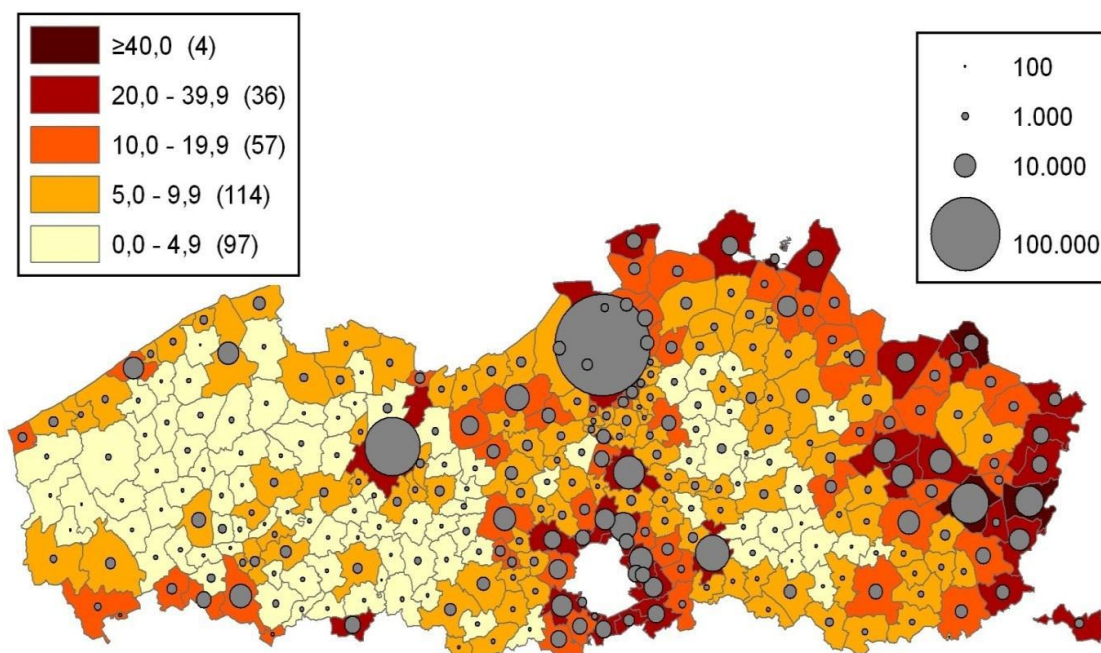 ≥40,0 (4)
20,0 - 39,9 (36)
10,0 - 19,9 (57)
5,0 - 9,9 (114)
0,0 - 4,9 (97)
100
1.000
10.000
100.000